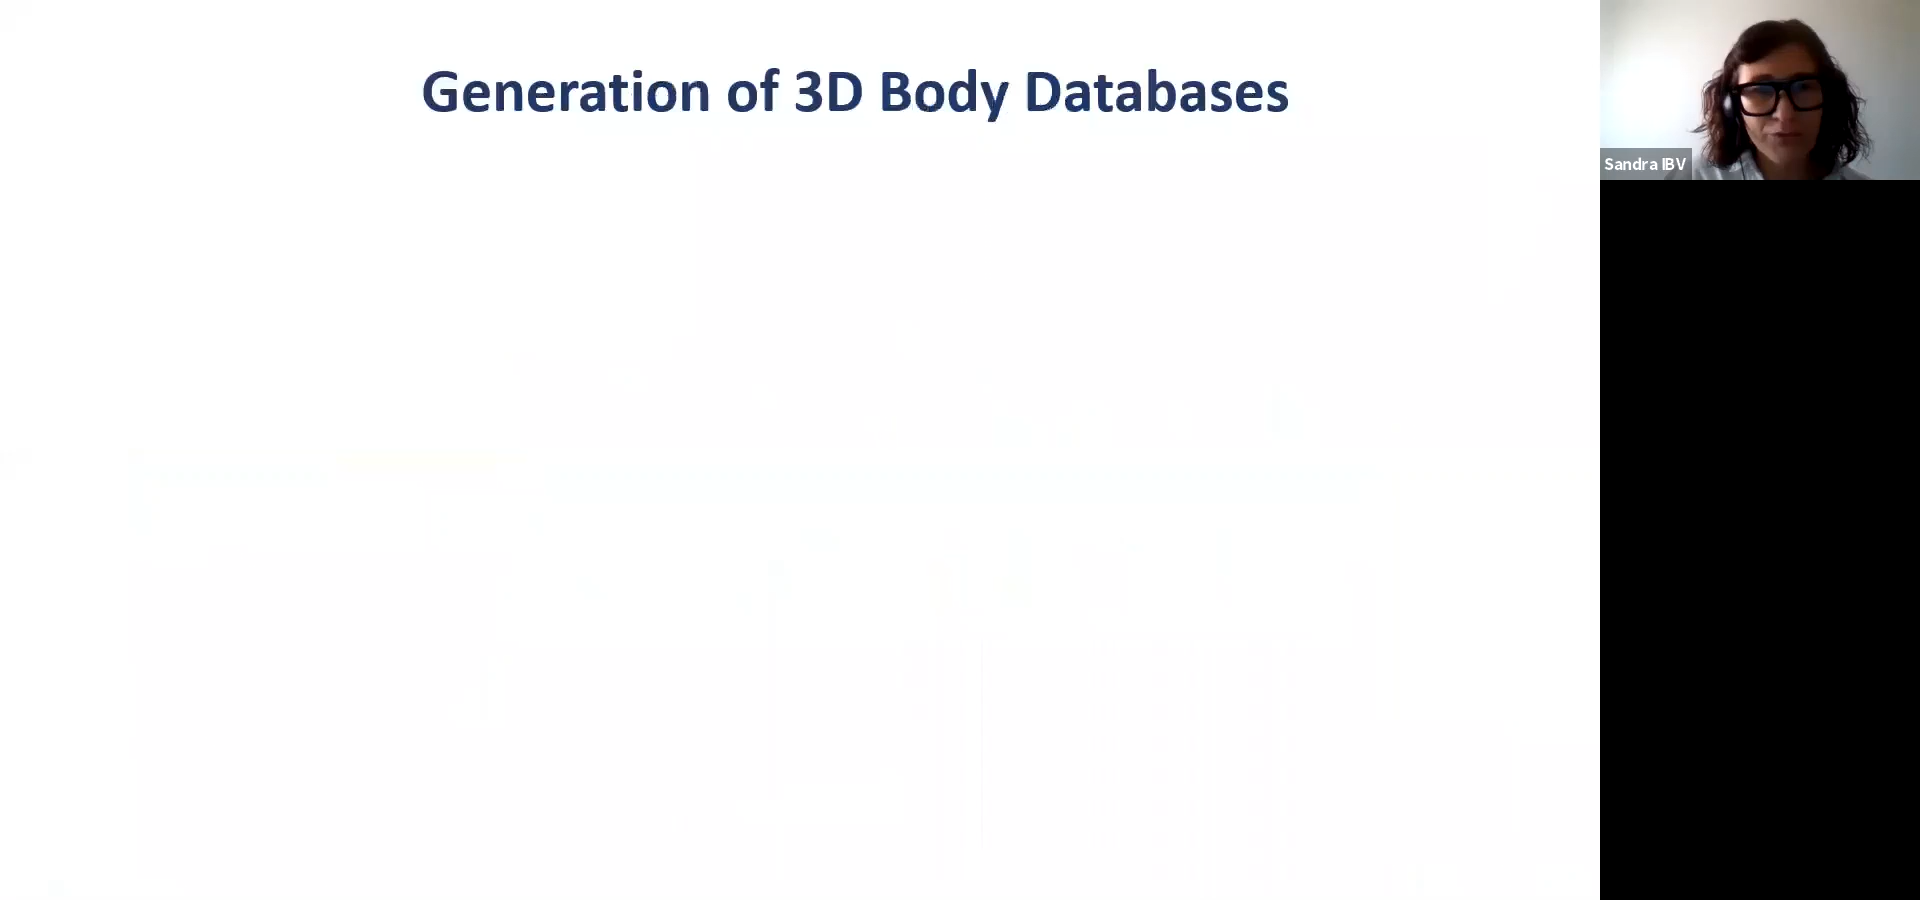 Generation of 3D Body Databases
Sandra IBV